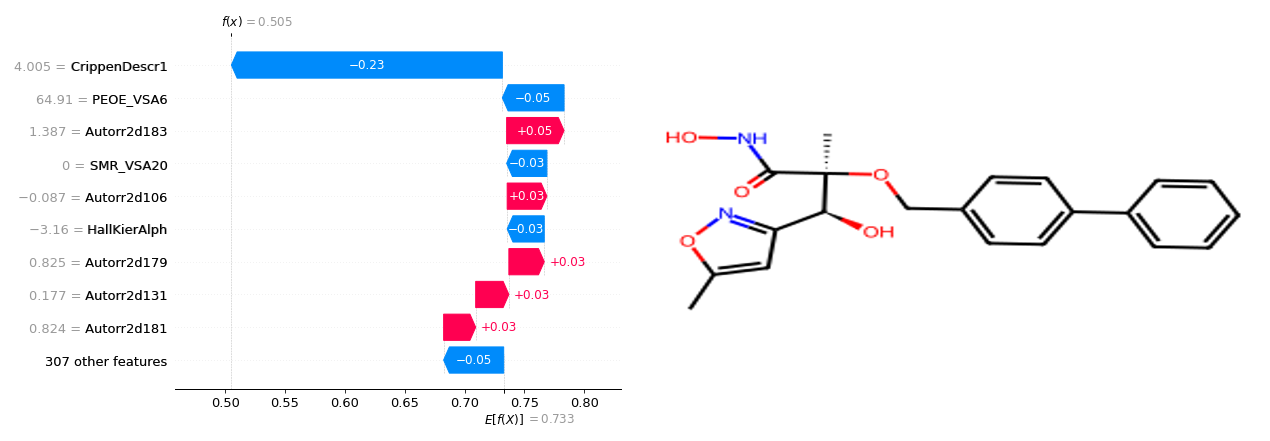 f(x) = 0.505
4.005 = CrippenDescr1
−0.23
64.91 = PEOE_VSA6
−0.05
1.387 = Autorr2d183
+0.05
0 = SMR_VSA20
−0.03
−0.087 = Autorr2d106
+0.03
−3.16 = HallKierAlph
−0.03
0.825 = Autorr2d179
+0.03
0.177 = Autorr2d131
+0.03
0.824 = Autorr2d181
+0.03
307 other features
−0.05
0.50 0.55 0.60 0.65 0.70 0.75 0.80
E[f(X)] = 0.733
HO
NH
O
O
N
O
OH